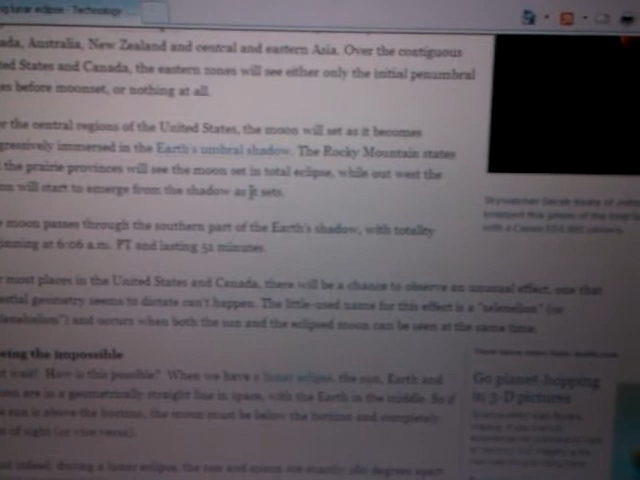 ng lunar eclipse - Technology
ada, Australia, New Zealand and central and eastern Asia. Over the contiguous
ted States and Canada, the eastern zones will see either only the initial penumbral
es before moonset, or nothing at all.
r the central regions of the United States, the moon will set as it becomes
gressively immersed in the Earth's umbral shadow. The Rocky Mountain states
the prairie provinces will see the moon set in total eclipse, while out west the
on will start to emerge from the shadow as it sets.
moon passes through the southern part of the Earth's shadow, with totality
inning at 6:06 a.m. PT and lasting 51 minutes.
r most places in the United States and Canada, there will be a chance to observe an unusual effect, one that
estial geometry seems to dictate can't happen. The little-used name for this effect is a "selenelion" (or
elenehelion") and occurs when both the sun and the eclipsed moon can be seen at the same time.
eing the impossible
t wait! How is this possible? When we have a lunar eclipse, the sun, Earth and
on are in a geometrically straight line in space, with the Earth in the middle. So if
e sun is above the horizon, the moon must be below the horizon and completely
of sight (or vice versa).
d indeed, during a lunar eclipse, the sun and moon are exactly 180 degrees apart
with a Canon
Go planet-hopping
in 3-D pictures